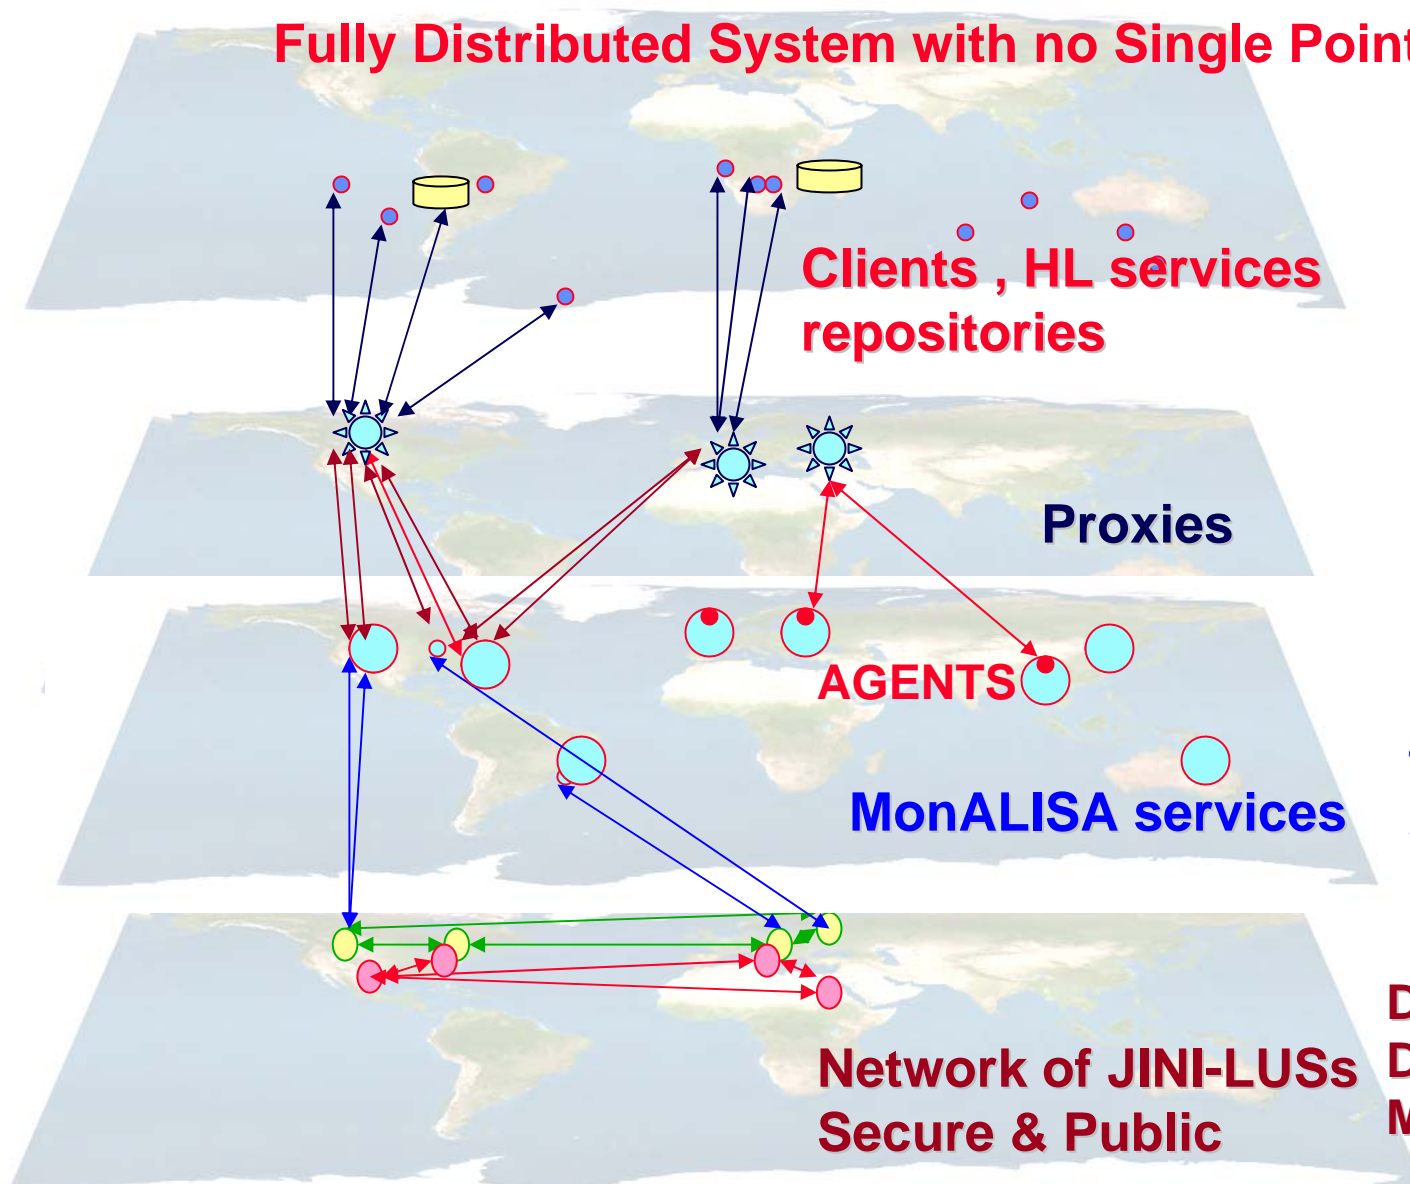 Fully Distributed System with no Single Point
Clients , HL services
repositories
Proxies
AGENTS
MonALISA services
Network of JINI-LUSs
Secure & Public
D
D
M